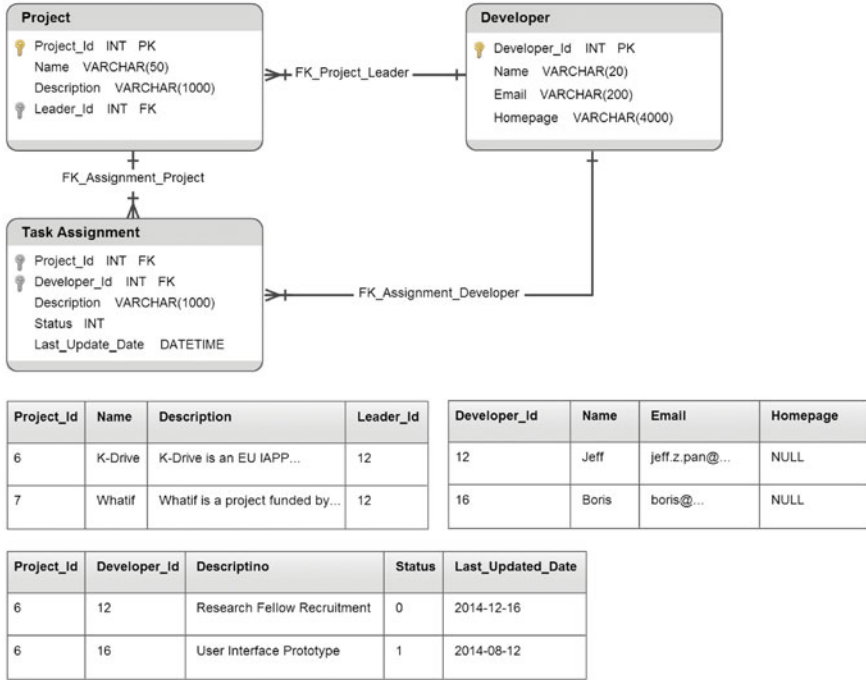 Project
Project_Id INT PK
Name VARCHAR(50)
Description VARCHAR(1000)
Leader_Id INT FK
FK_Project_Leader
Developer
Developer_Id INT PK
Name VARCHAR(20)
Email VARCHAR(200)
Homepage VARCHAR(4000)
FK_Assignment_Project
Task Assignment
Project_Id INT FK
Developer_Id INT FK
Description VARCHAR(1000)
Status INT
Last_Update_Date DATETIME
FK_Assignment_Developer
Project_Id Name Description Leader_Id
6 K-Drive K-Drive is an EU IAPP... 12
7 Whatif Whatif is a project funded by... 12
Developer_Id Name Email Homepage
12 Jeff jeff.z.pan@... NULL
16 Boris boris@... NULL
Project_Id Developer_Id Descriptino Status Last_Updated_Date
6 12 Research Fellow Recruitment 0 2014-12-16
6 16 User Interface Prototype 1 2014-08-12